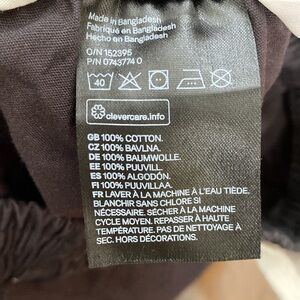 Made in Bangladesh
Fabriqué en Bangladesh
Hecho en Bangladesh
O/N 152395
P/N 0743774 0
40
clevercare.info
GB 100% COTTON.
CZ 100% BAVLNA.
DE 100% BAUMWOLLE.
EE 100% PUUVILL.
ES 100% ALGODÓN.
FI 100% PUUVILLAA.
FR LAVER À LA MACHINE À L'EAU TIÈDE.
BLANCHIR SANS CHLORE SI
NÉCESSAIRE. SÉCHER À LA MACHINE
CYCLE MOYEN. REPASSER À HAUTE
TEMPÉRATURE. PAS DE NETTOYAGE À
SEC. HORS DÉCORATIONS.